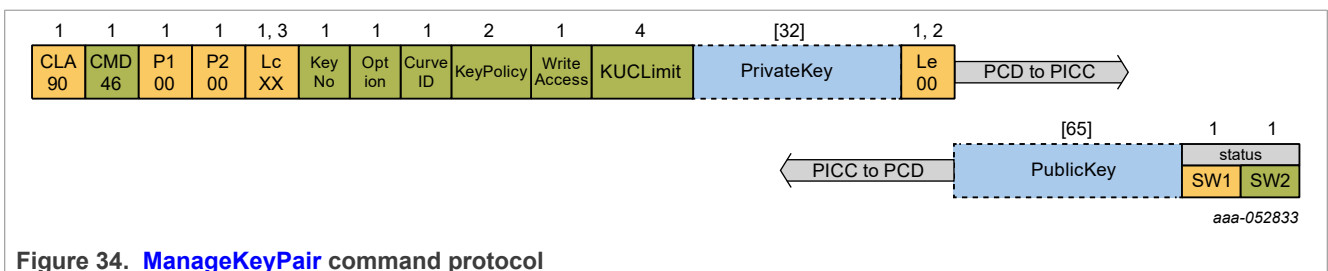 1 1 1 1 1, 3 1 1 1 2 1 4 [32] 1, 2
CLA CMD P1 P2 Lc Key Opt Curve KeyPolicy Write KUCLimit PrivateKey Le PCD to PICC
90 46 00 00 XX No ion ID Access 00
[65] 1 1
PICC to PCD PublicKey status
SW1 SW2
aaa-052833
Figure 34. ManageKeyPair command protocol